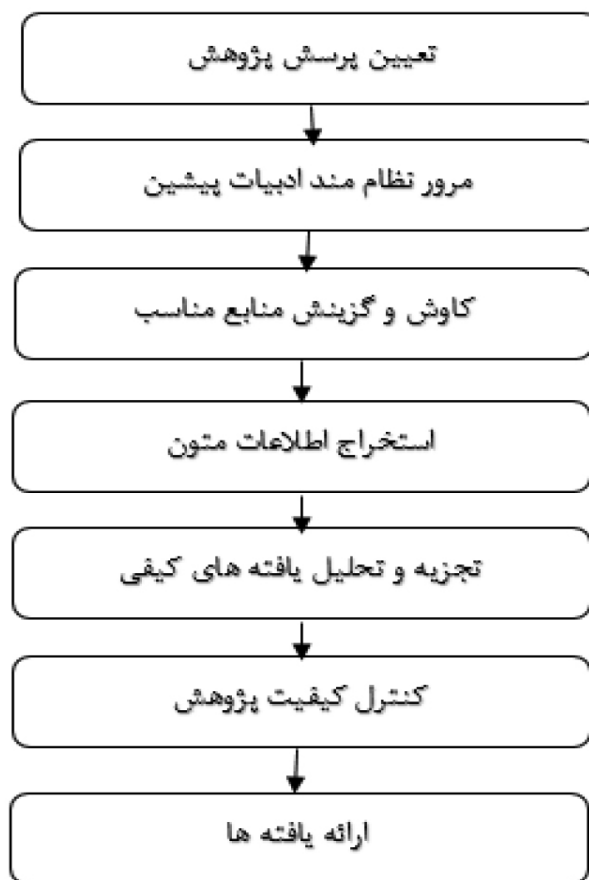 تعیین پرسش پژوهش
مرور نظام مند ادبیات پیشین
کاوش و گزینش منابع مناسب
استخراج اطلاعات متون
تجزیه و تحلیل یافته های کیفی
کنترل کیفیت پژوهش
ارائه یافته ها